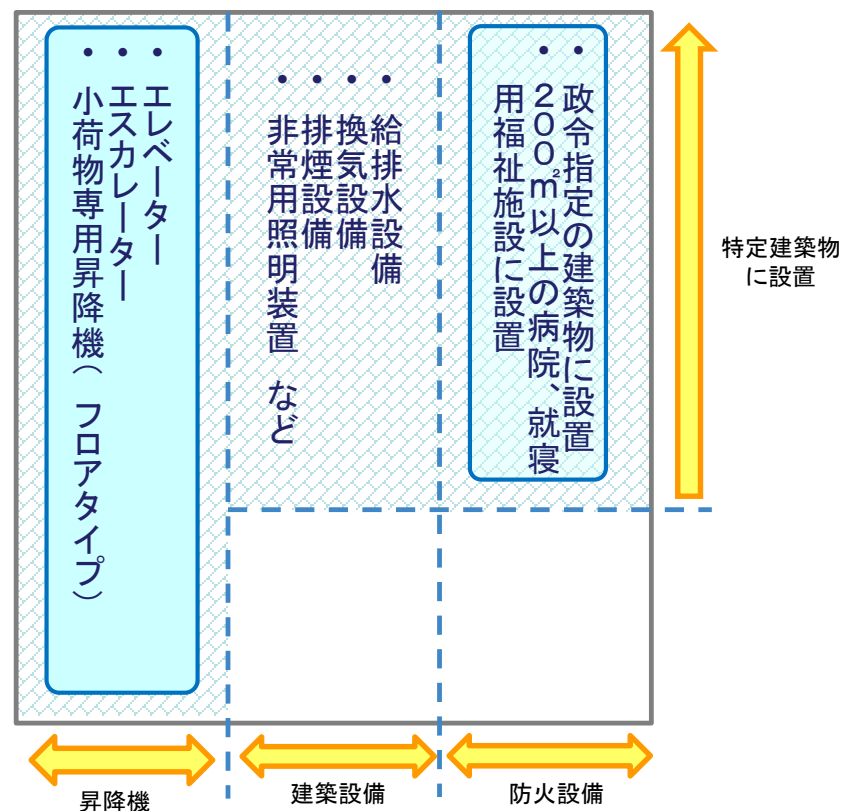 ・エレベーター
・エスカレーター
・小荷物専用昇降機(フロアタイプ)
・給排水設備
・換気設備
・排煙設備
・非常用照明装置 など
・政令指定の建築物に設置
・200㎡以上の病院、就寝
用福祉施設に設置
特定建築物
に設置
昇降機
建築設備
防火設備